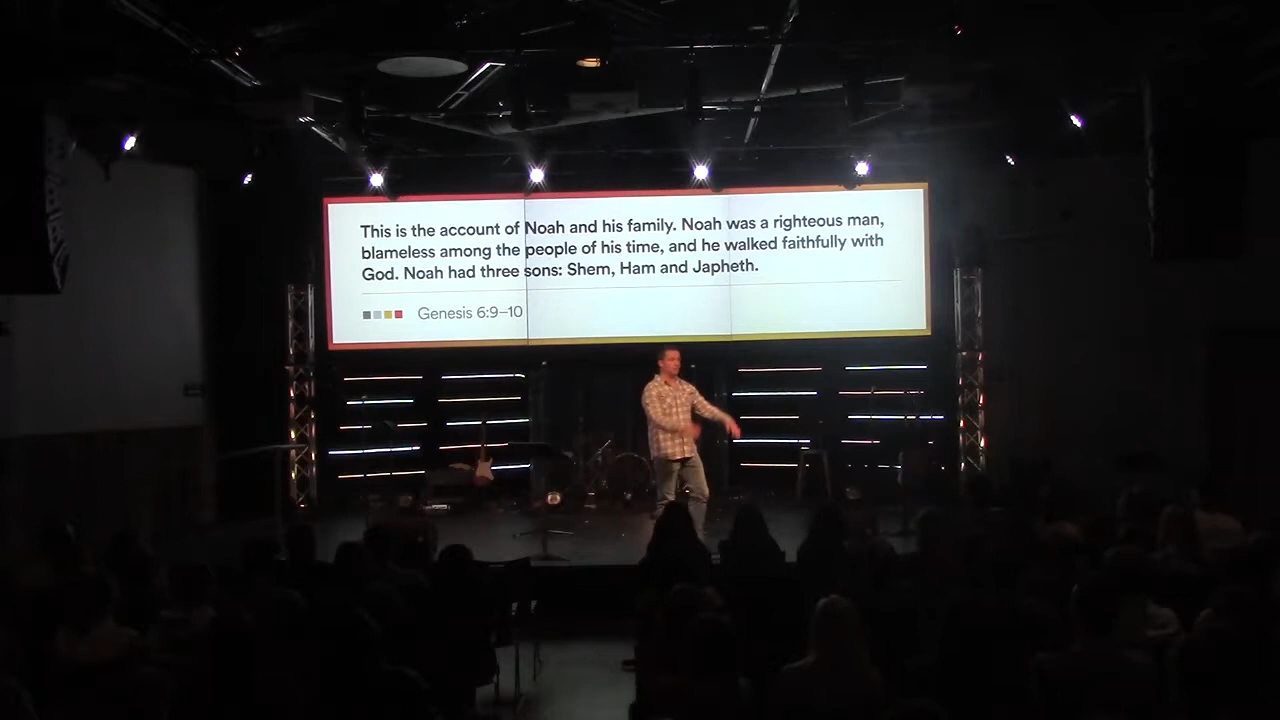 This is the account of Noah and his family. Noah was a righteous man,
blameless among the people of his time, and he walked faithfully with
God. Noah had three sons: Shem, Ham and Japheth.
Genesis 6:9–10